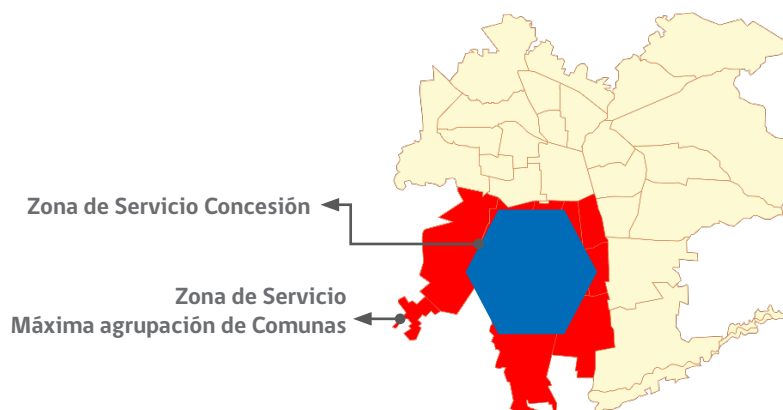 Zona de Servicio Concesión
Zona de Servicio
Máxima agrupación de Comunas